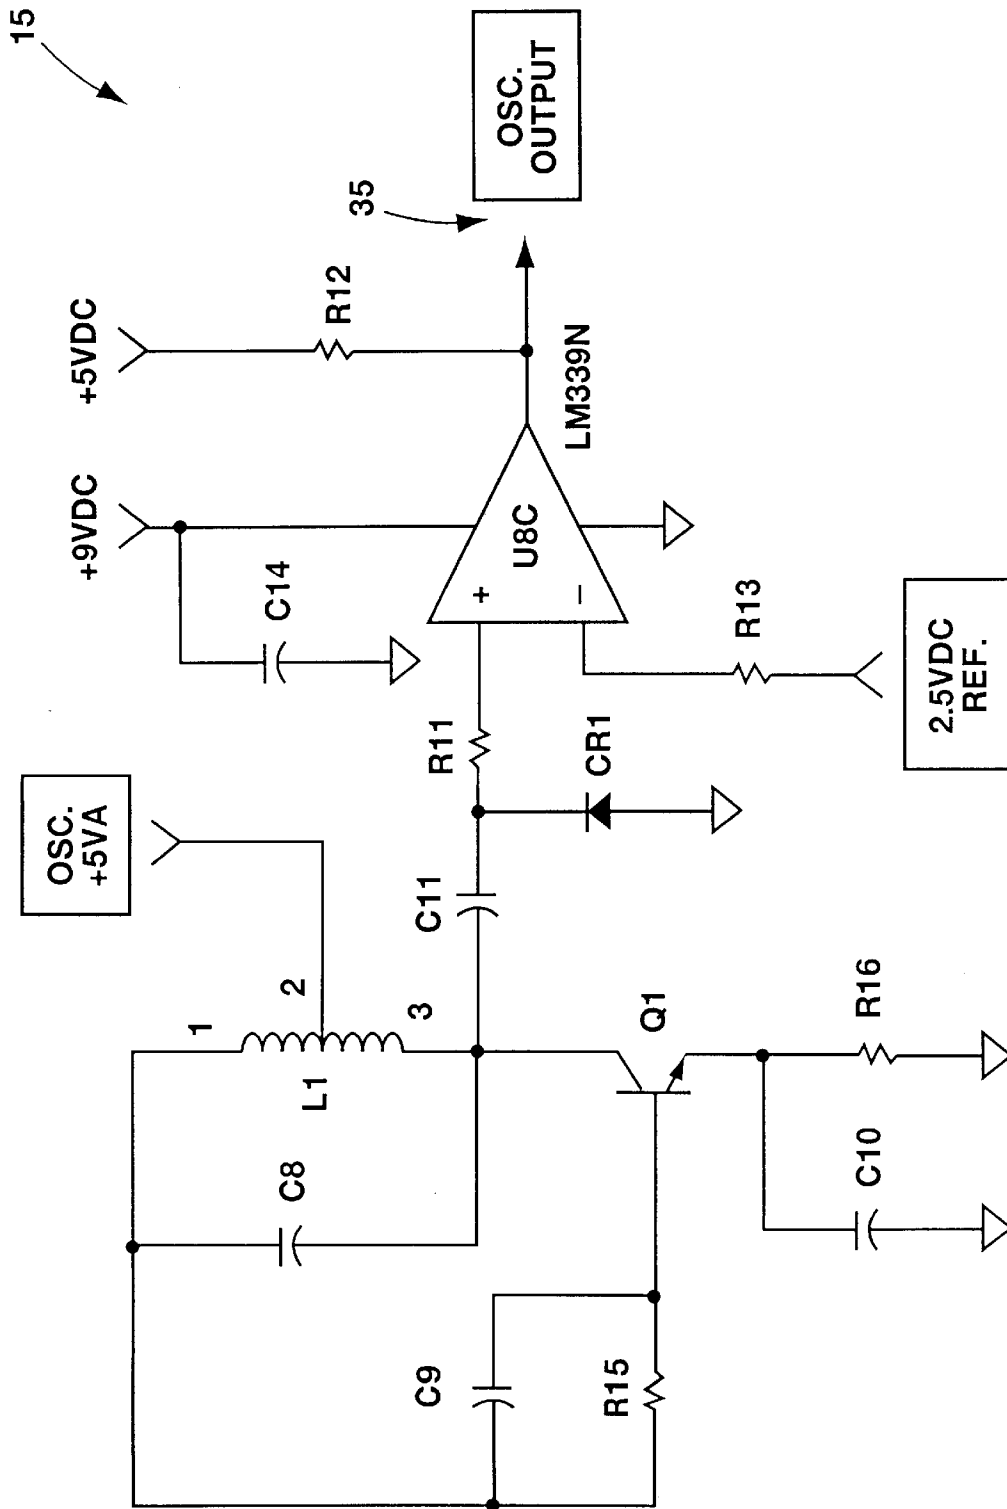 15
OSC.
OUTPUT
35
+5VDC
R12
+9VDC
C14
LM339N
U8C
+
−
R13
2.5VDC
REF.
R11
CR1
OSC.
+5VA
C11
1
2
3
L1
C8
Q1
R16
C10
C9
R15